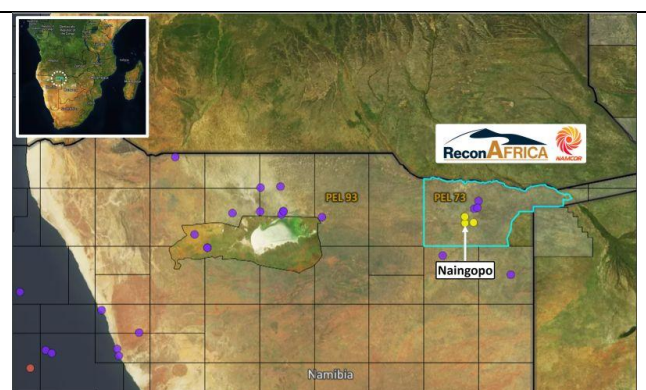 ReconAFRICA
NAMCOR
PEL 93
PEL 73
Naingopo
Namibia